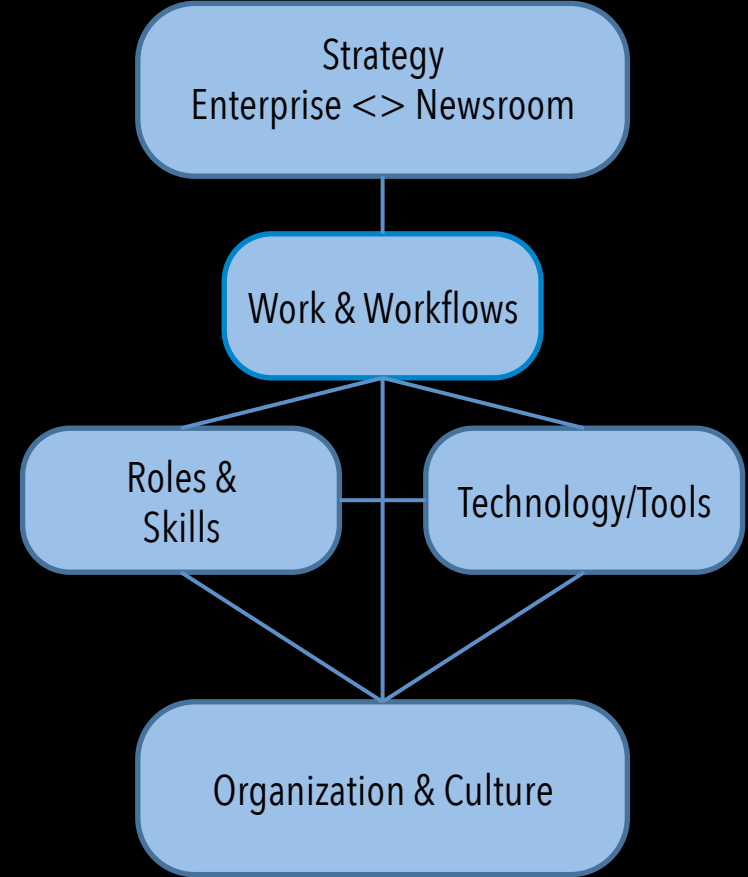 Strategy
Enterprise <> Newsroom
Work & Workflows
Roles &
Skills
Technology/Tools
Organization & Culture